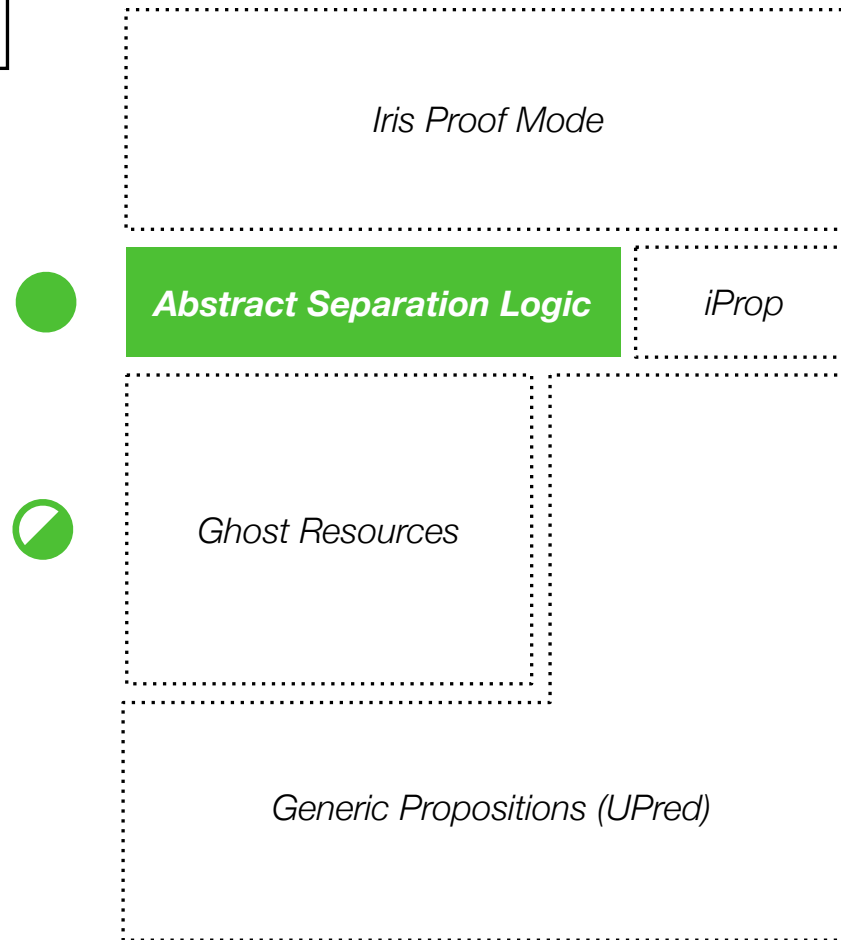 Iris Proof Mode
Abstract Separation Logic
iProp
Ghost Resources
Generic Propositions (UPred)